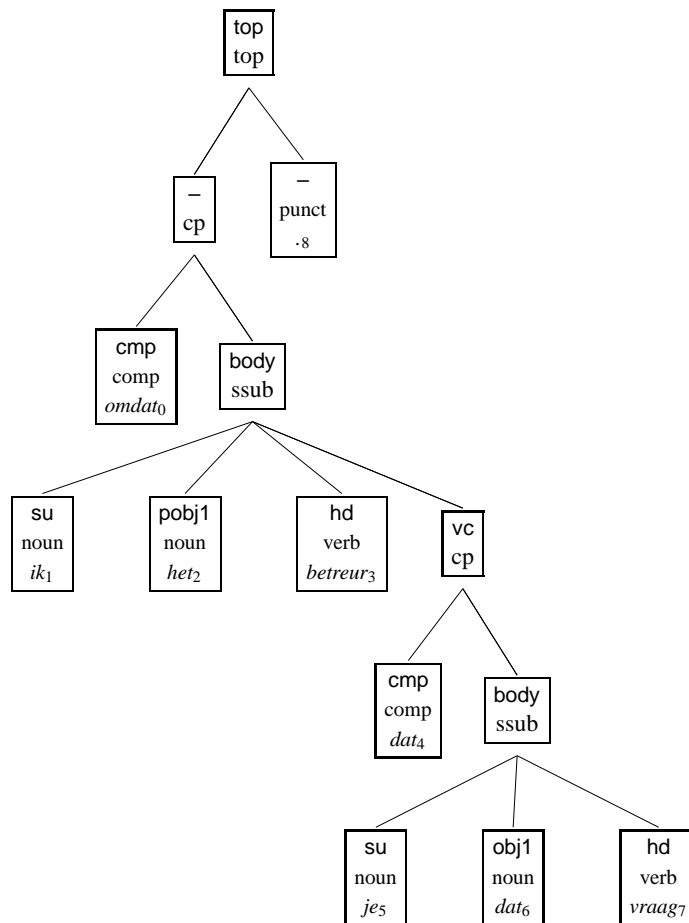 top
top
–
cp
–
punct
.8
cmp
comp
omdat0
body
ssub
su
noun
ik1
pobj1
noun
het2
hd
verb
betreur3
vc
cp
cmp
comp
dat4
body
ssub
su
noun
je5
obj1
noun
dat6
hd
verb
vraag7